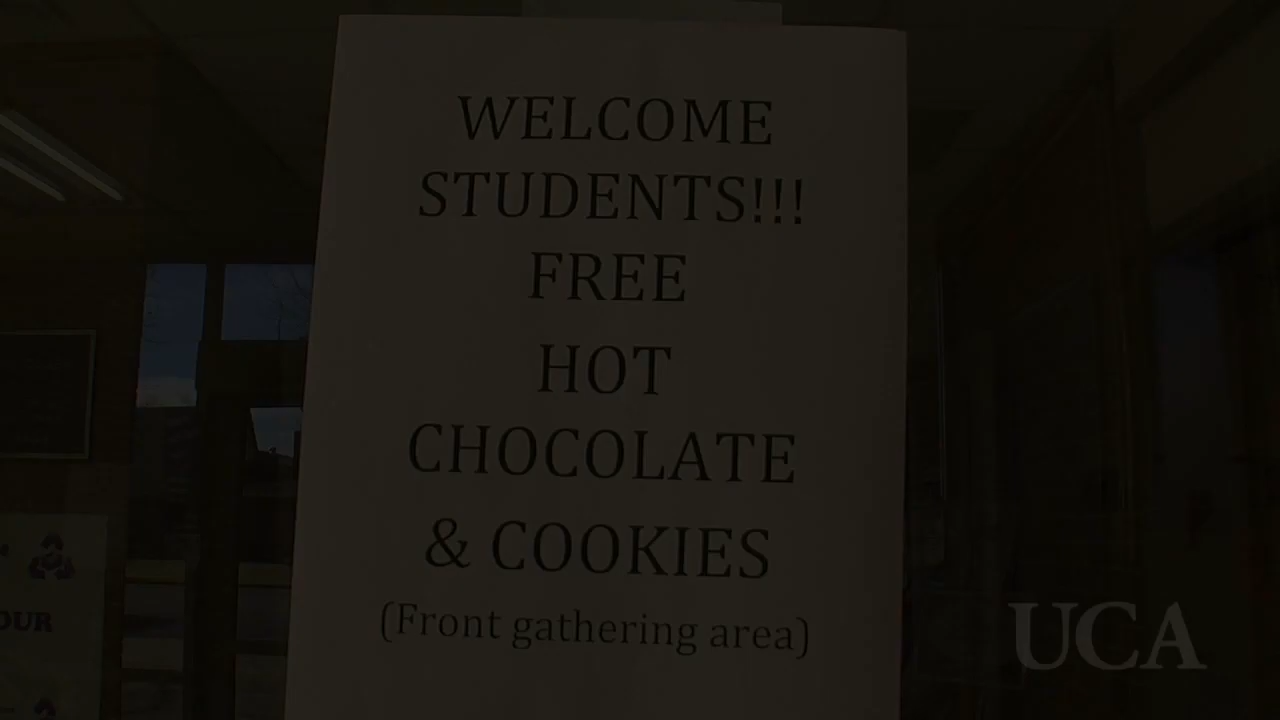 WELCOME
STUDENTS!!!
FREE
HOT
CHOCOLATE
& COOKIES
(Front gathering area)
OUR
UCA